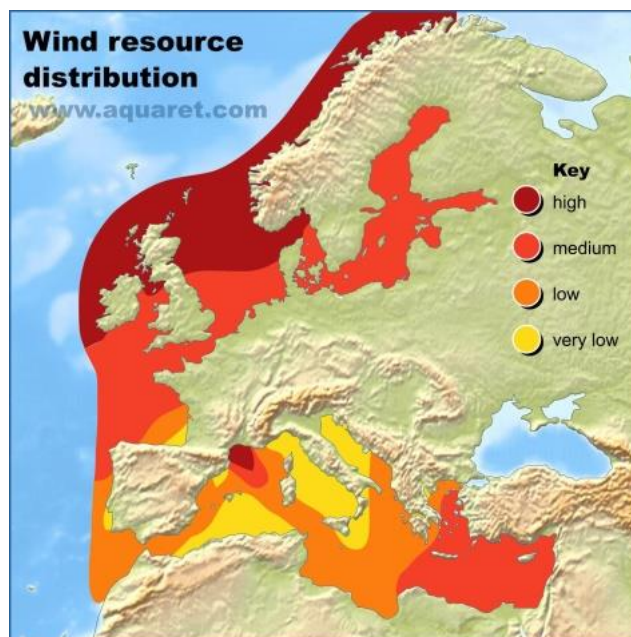 Wind resource
distribution
www.aquaret.com
Key
high
medium
low
very low